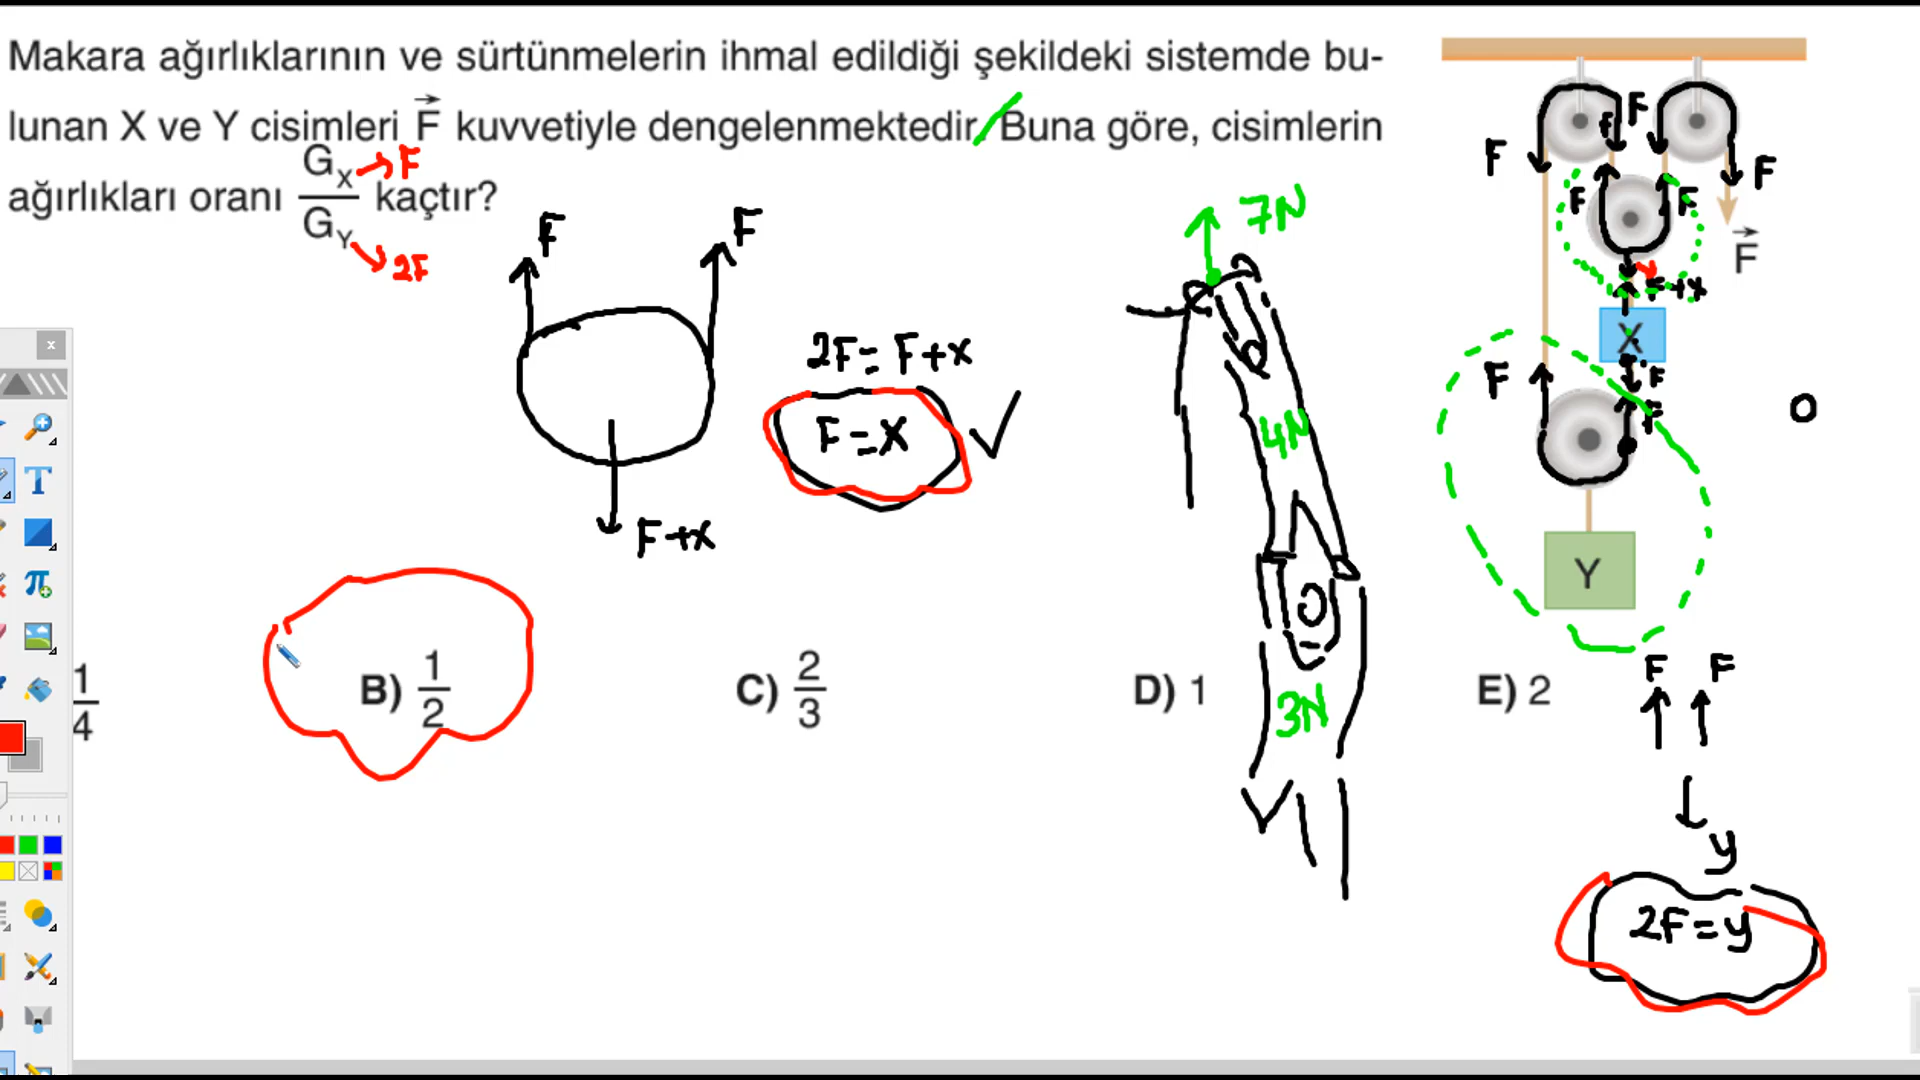 Makara ağırlıklarının ve sürtünmelerin ihmal edildiği şekildeki sistemde bu-
lunan X ve Y cisimleri F kuvvetiyle dengelenmektedir. Buna göre, cisimlerin
ağırlıkları oranı GX/GY kaçtır?
F
2F
F
F
2F = F+x
F = x
F+x
7N
4N
3N
F
F
F
F
F
F
F
F+x
X
F
F
F
O
Y
1/4
B) 1/2
C) 2/3
D) 1
E) 2
F F
y
2F = y